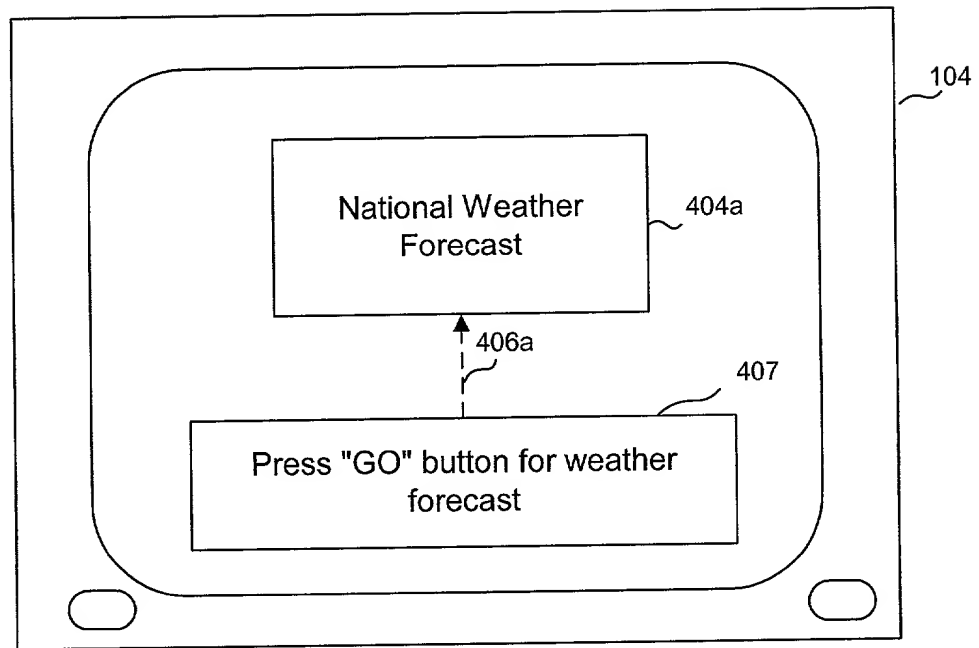 104
National Weather
Forecast
404a
406a
407
Press "GO" button for weather
forecast